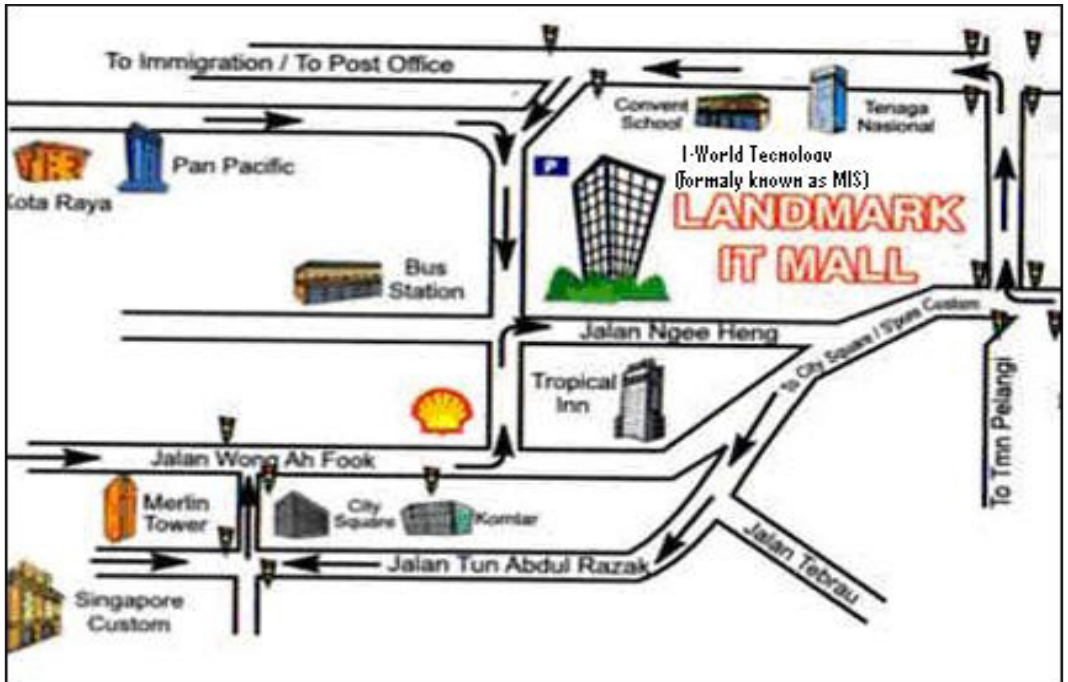 To Immigration / To Post Office
Convent
School
Tenaga
Nasional
Pan Pacific
Kota Raya
P
I-World Tecnology
(formaly known as MIS)
LANDMARK
IT MALL
Bus
Station
Jalan Ngee Heng
To City Square / S'pore Custom
Tropical
Inn
To Tmn Pelangi
Jalan Wong Ah Fook
Merlin
Tower
City
Square
Komtar
Jalan Tun Abdul Razak
Jalan Tebrau
Singapore
Custom